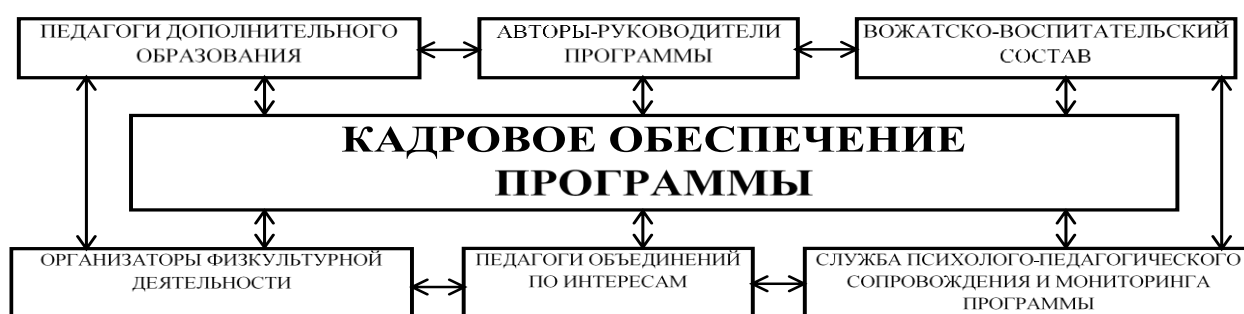 ПЕДАГОГИ ДОПОЛНИТЕЛЬНОГО
ОБРАЗОВАНИЯ
АВТОРЫ-РУКОВОДИТЕЛИ
ПРОГРАММЫ
ВОЖАТСКО-ВОСПИТАТЕЛЬСКИЙ
СОСТАВ
КАДРОВОЕ ОБЕСПЕЧЕНИЕ
ПРОГРАММЫ
ОРГАНИЗАТОРЫ ФИЗКУЛЬТУРНОЙ
ДЕЯТЕЛЬНОСТИ
ПЕДАГОГИ ОБЪЕДИНЕНИЙ
ПО ИНТЕРЕСАМ
СЛУЖБА ПСИХОЛОГО-ПЕДАГОГИЧЕСКОГО
СОПРОВОЖДЕНИЯ И МОНИТОРИНГА
ПРОГРАММЫ